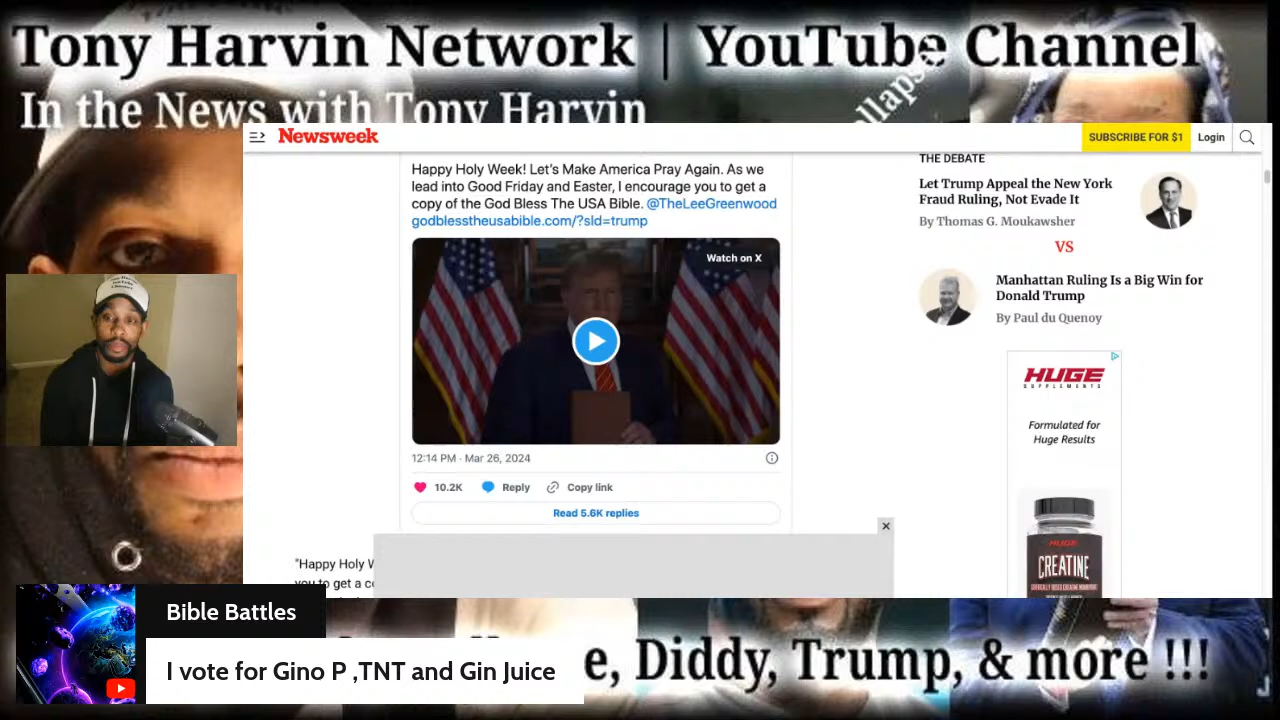 Tony Harvin Network | YouTube Channel
In the News with Tony Harvin
ollapse
Newsweek
SUBSCRIBE FOR $1
Login
Happy Holy Week! Let's Make America Pray Again. As we
lead into Good Friday and Easter, I encourage you to get a
copy of the God Bless The USA Bible. @TheLeeGreenwood
godblesstheusabible.com/?sld=trump
Watch on X
12:14 PM · Mar 26, 2024
10.2K Reply Copy link
Read 5.6K replies
"Happy Holy W
you to get a co
THE DEBATE
Let Trump Appeal the New York
Fraud Ruling, Not Evade It
By Thomas G. Moukawsher
VS
Manhattan Ruling Is a Big Win for
Donald Trump
By Paul du Quenoy
HUGE
SUPPLEMENTS
Formulated for
Huge Results
HUGE
CREATINE
Bible Battles
I vote for Gino P ,TNT and Gin Juice
e, Diddy, Trump, & more !!!